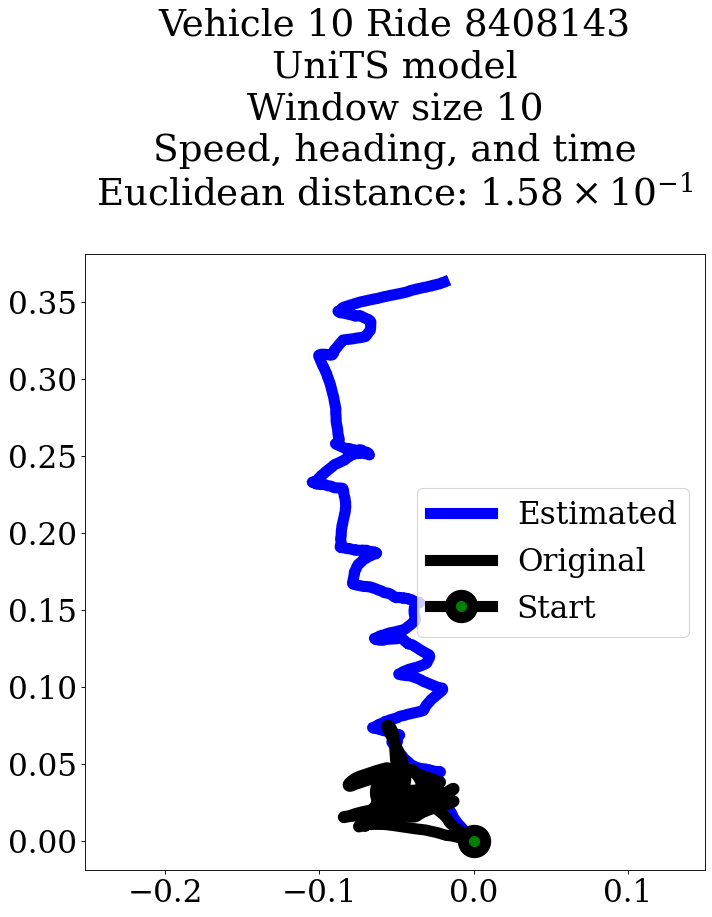 Vehicle 10 Ride 8408143
UniTS model
Window size 10
Speed, heading, and time
Euclidean distance: 1.58 × 10⁻¹
0.35
0.30
0.25
0.20
0.15
0.10
0.05
0.00
−0.2 −0.1 0.0 0.1
Estimated
Original
Start